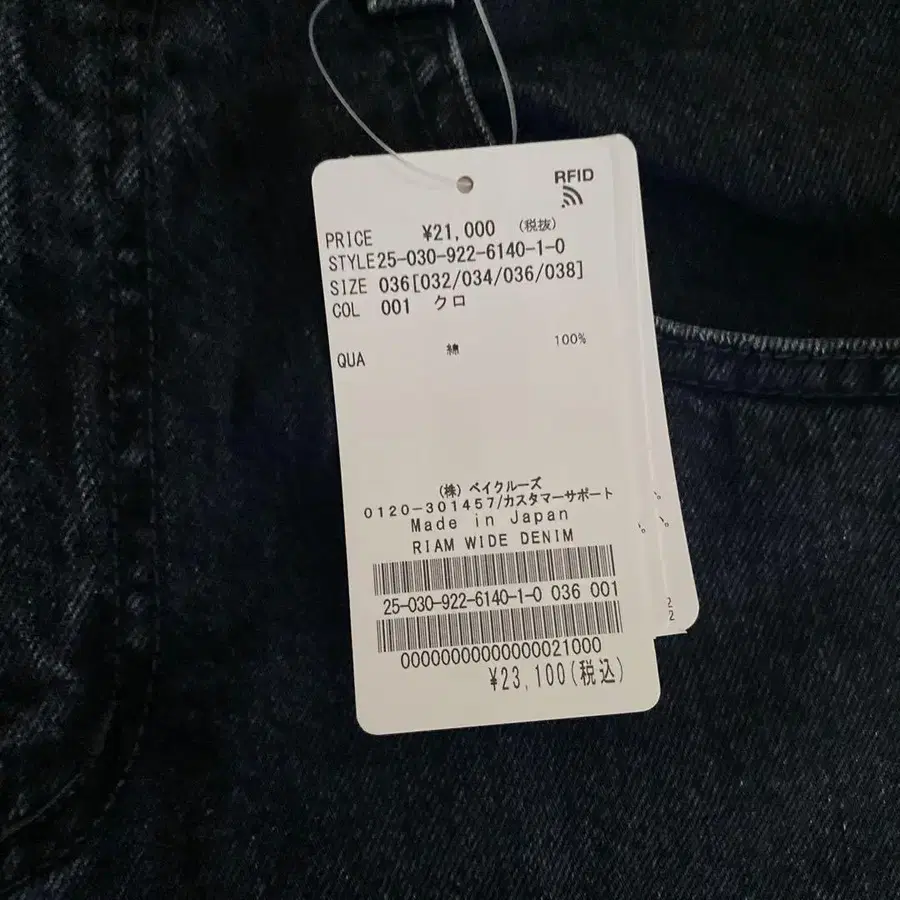 RFID
PRICE ¥21,000 (税抜)
STYLE25-030-922-6140-1-0
SIZE 036[032/034/036/038]
COL 001 クロ
QUA 綿 100%
(株) ベイクルーズ
0120-301457/カスタマーサポート
Made in Japan
RIAM WIDE DENIM
25-030-922-6140-1-0 036 001
00000000000000021000
¥23,100(税込)
2
2